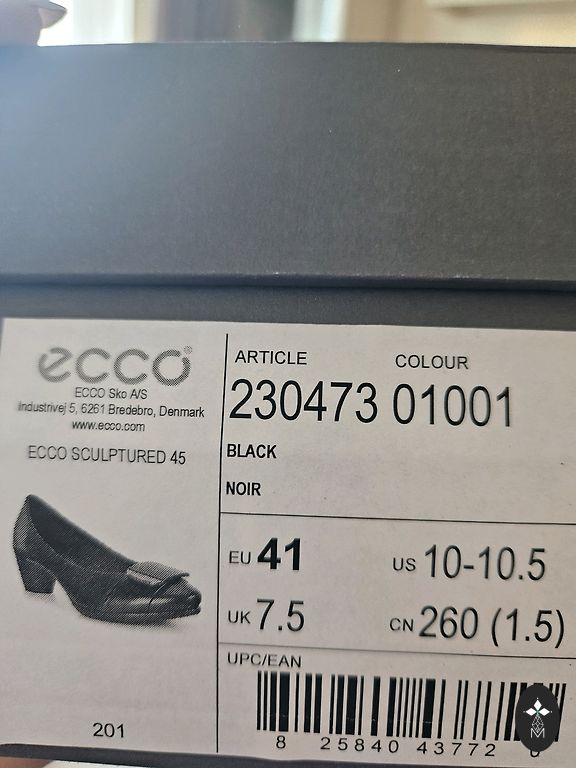 ecco
ECCO Sko A/S
Industrivej 5, 6261 Bredebro, Denmark
www.ecco.com
ECCO SCULPTURED 45
201
ARTICLE COLOUR
230473 01001
BLACK
NOIR
EU 41 US 10-10.5
UK 7.5 CN 260 (1.5)
UPC/EAN
8 25840 43772
M